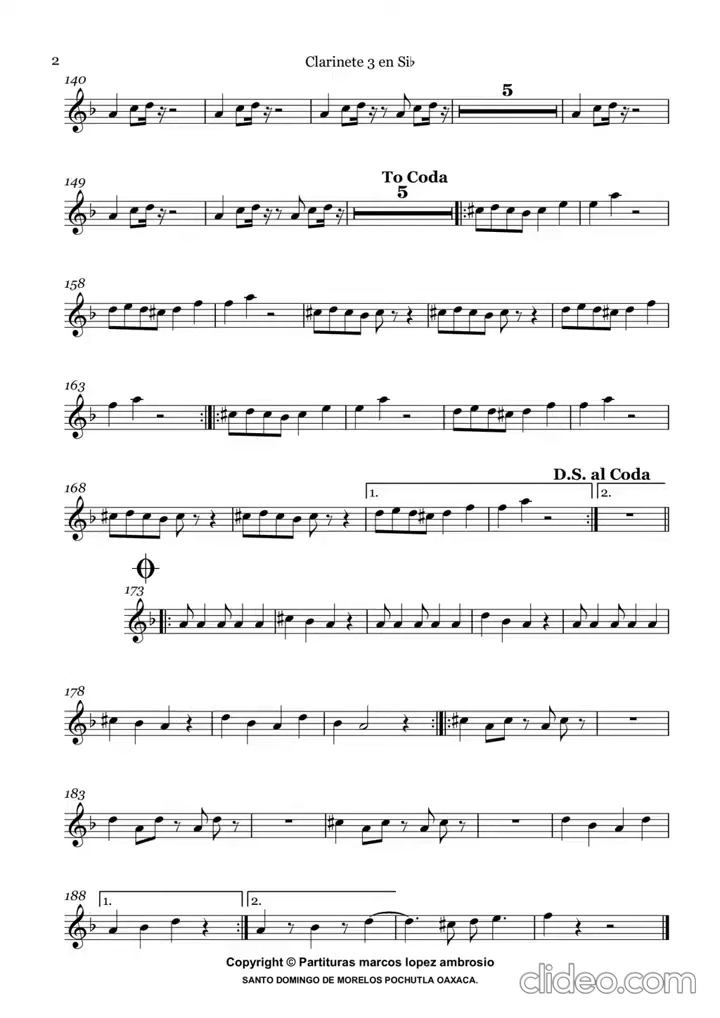 2
Clarinete 3 en Si♭
140
5
149
To Coda
5
158
163
168
1.
D.S. al Coda
2.
173
178
183
188
1.
2.
Copyright © Partituras marcos lopez ambrosio
SANTO DOMINGO DE MORELOS POCHUTLA OAXACA.
clideo.com